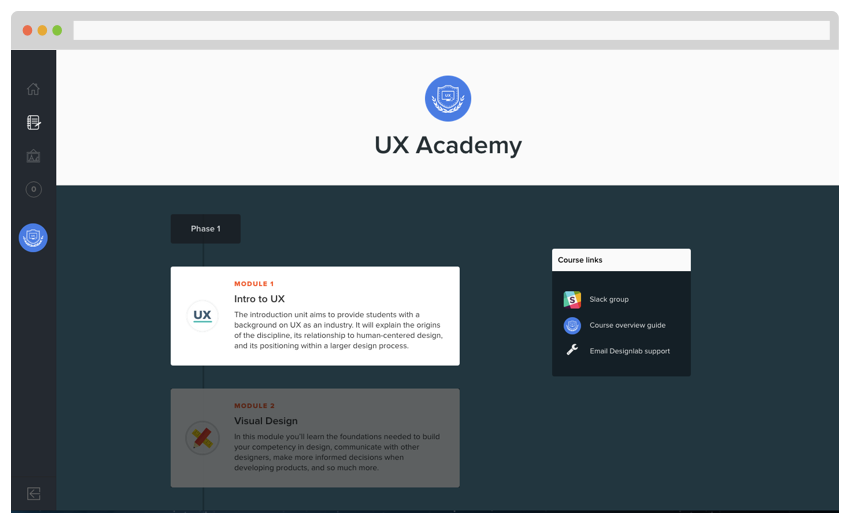 UX
UX Academy
0
Phase 1
MODULE 1
Intro to UX
UX
The introduction unit aims to provide students with a
background on UX as an industry. It will explain the origins
of the discipline, its relationship to human-centered design,
and its positioning within a larger design process.
Course links
S
Slack group
Course overview guide
Email Designlab support
MODULE 2
Visual Design
In this module you'll learn the foundations needed to build
your competency in design, communicate with other
designers, make more informed decisions when
developing products, and so much more.